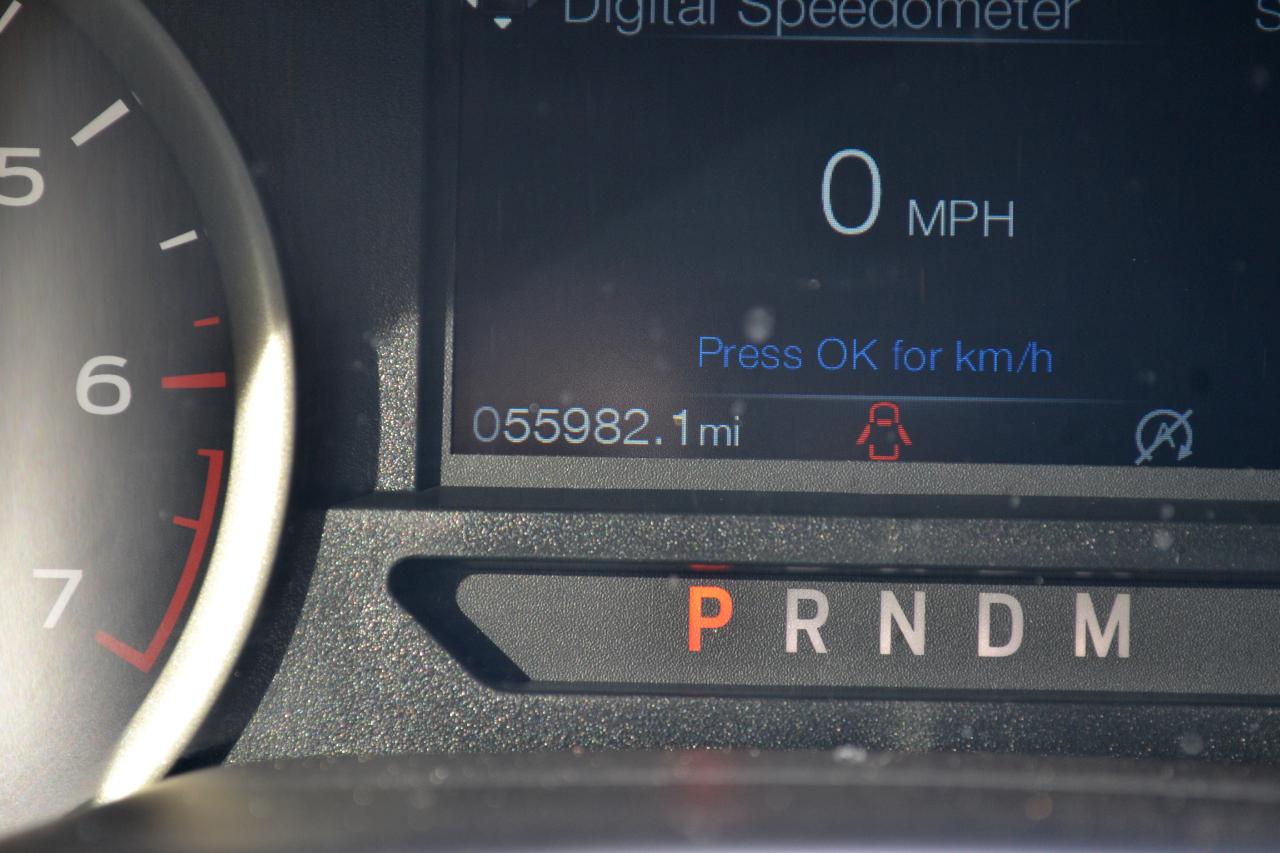 Digital Speedometer
5
0 MPH
6
Press OK for km/h
055982.1mi
A
7
P R N D M